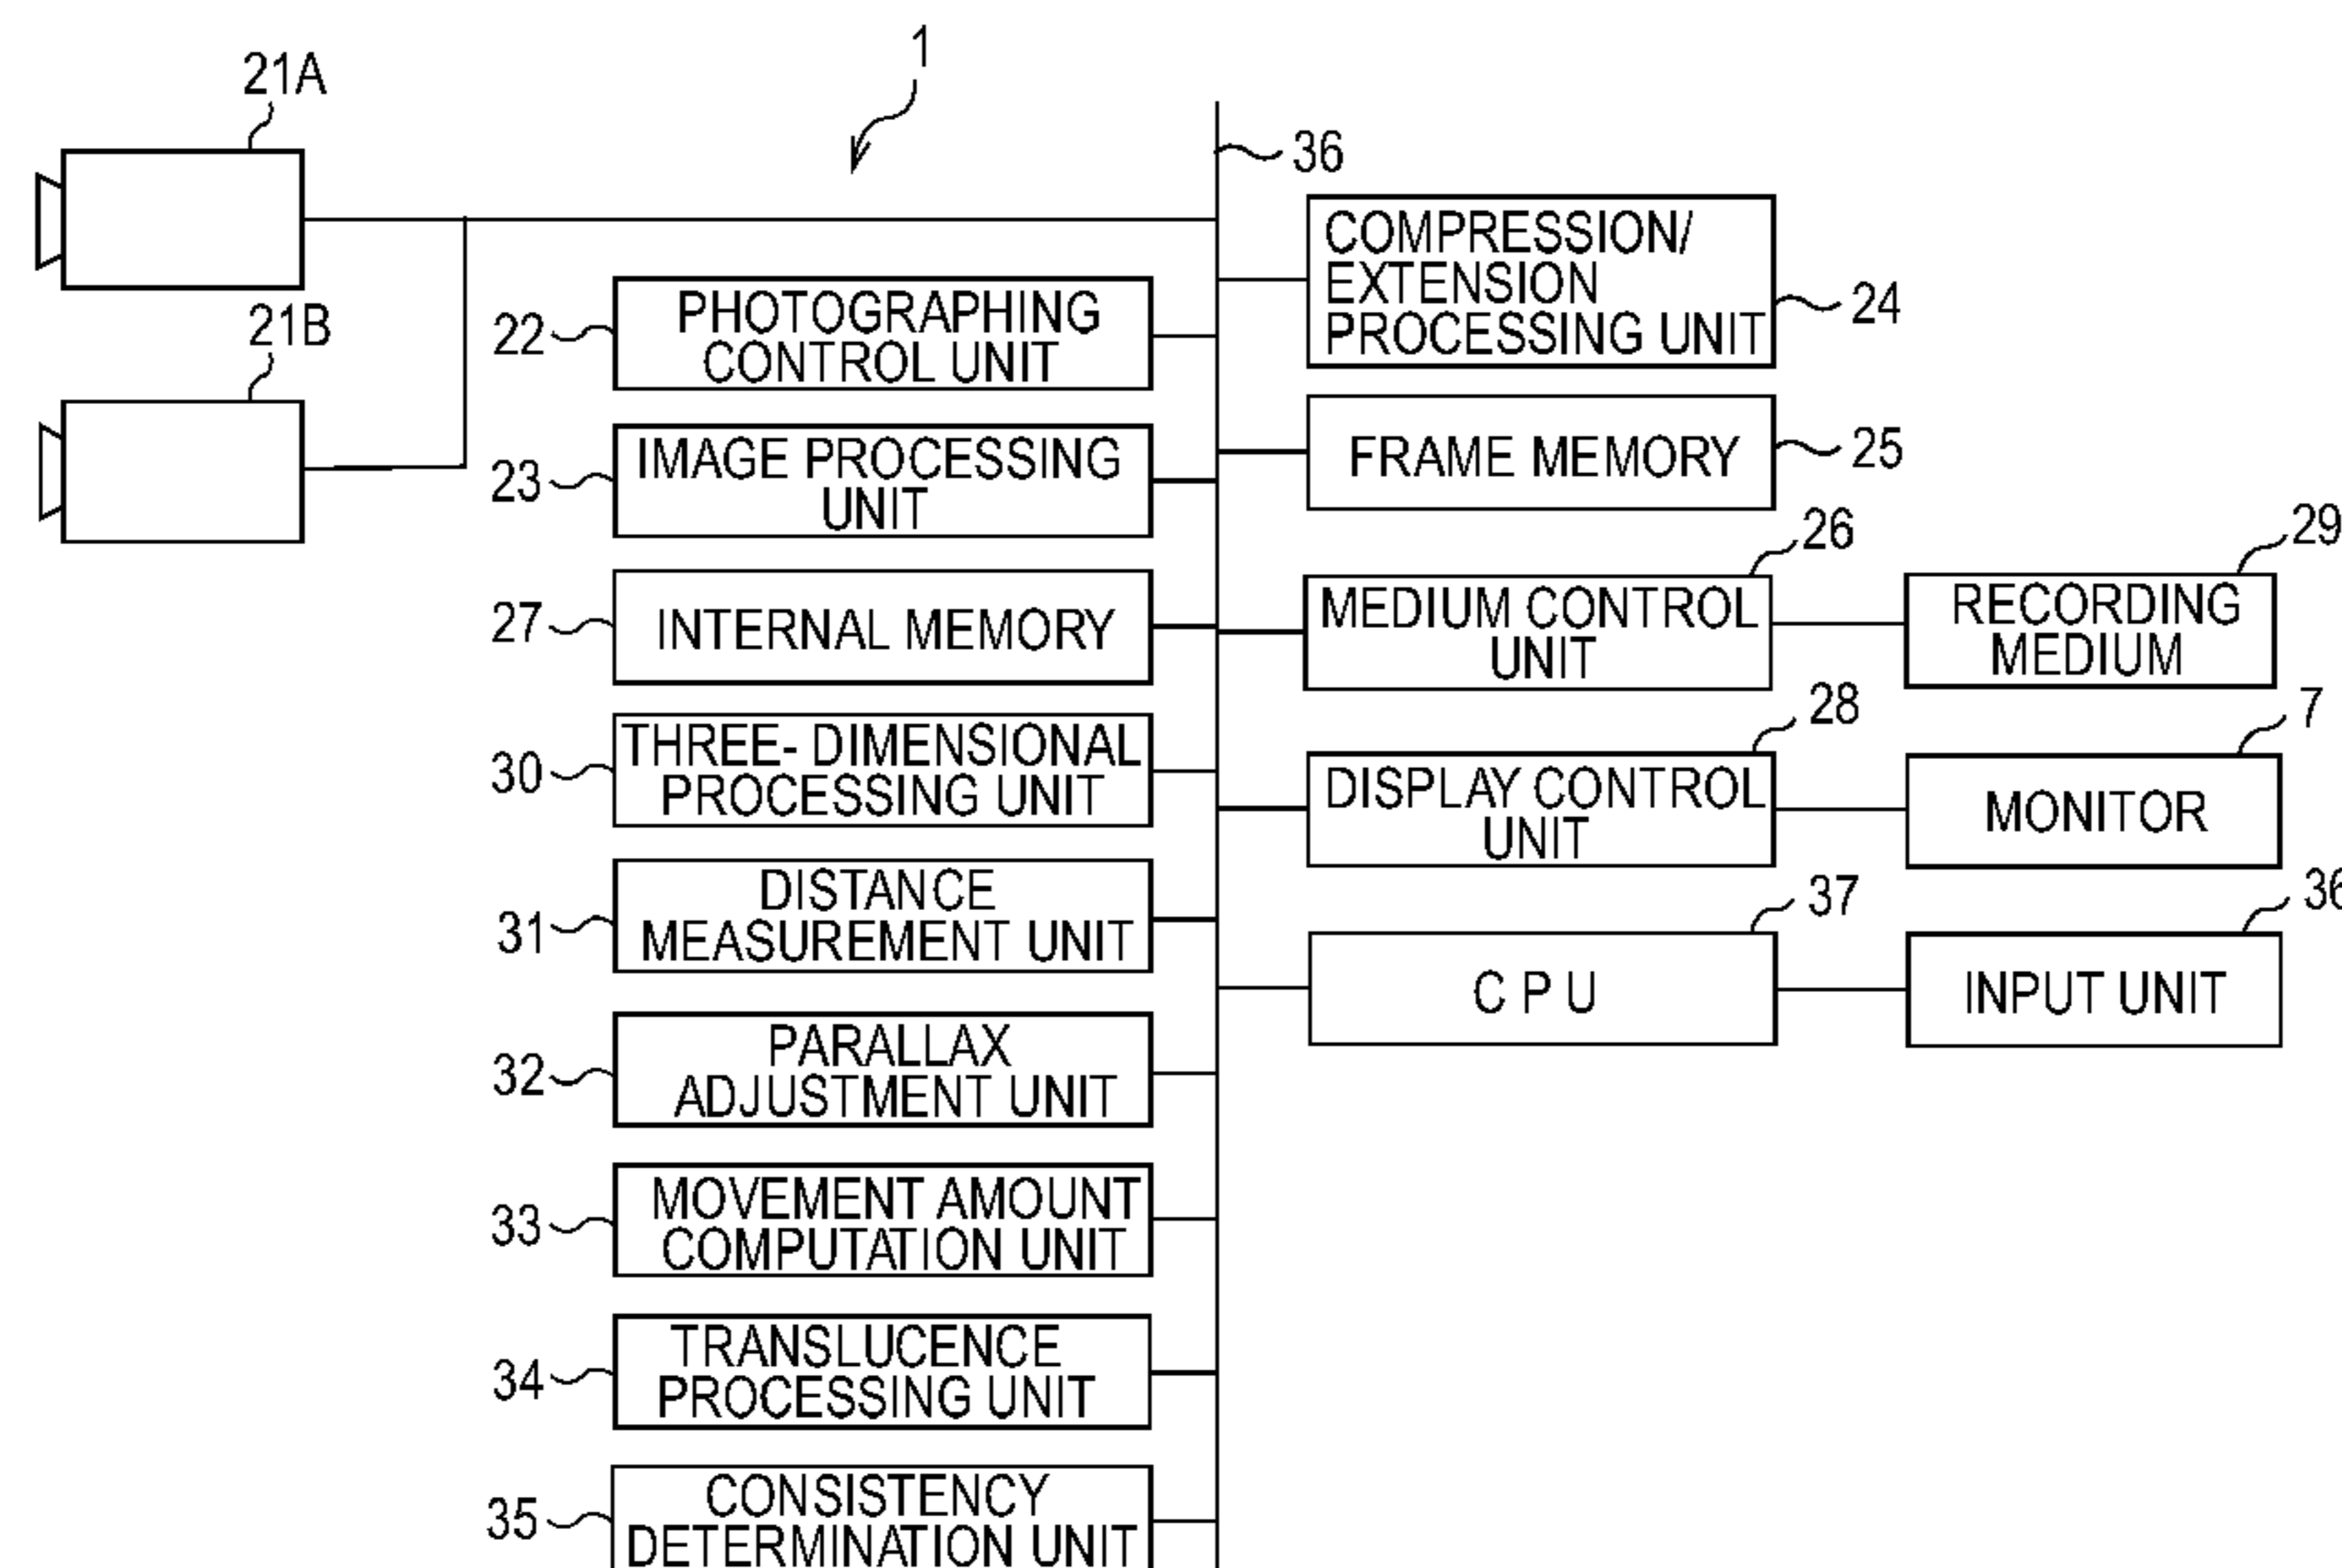 1
21A
36
COMPRESSION/
EXTENSION
PROCESSING UNIT
24
21B
22
PHOTOGRAPHING
CONTROL UNIT
23
IMAGE PROCESSING
UNIT
FRAME MEMORY
25
27
INTERNAL MEMORY
26
MEDIUM CONTROL
UNIT
29
RECORDING
MEDIUM
30
THREE- DIMENSIONAL
PROCESSING UNIT
28
DISPLAY CONTROL
UNIT
7
MONITOR
31
DISTANCE
MEASUREMENT UNIT
37
C P U
36
INPUT UNIT
32
PARALLAX
ADJUSTMENT UNIT
33
MOVEMENT AMOUNT
COMPUTATION UNIT
34
TRANSLUCENCE
PROCESSING UNIT
35
CONSISTENCY
DETERMINATION UNIT